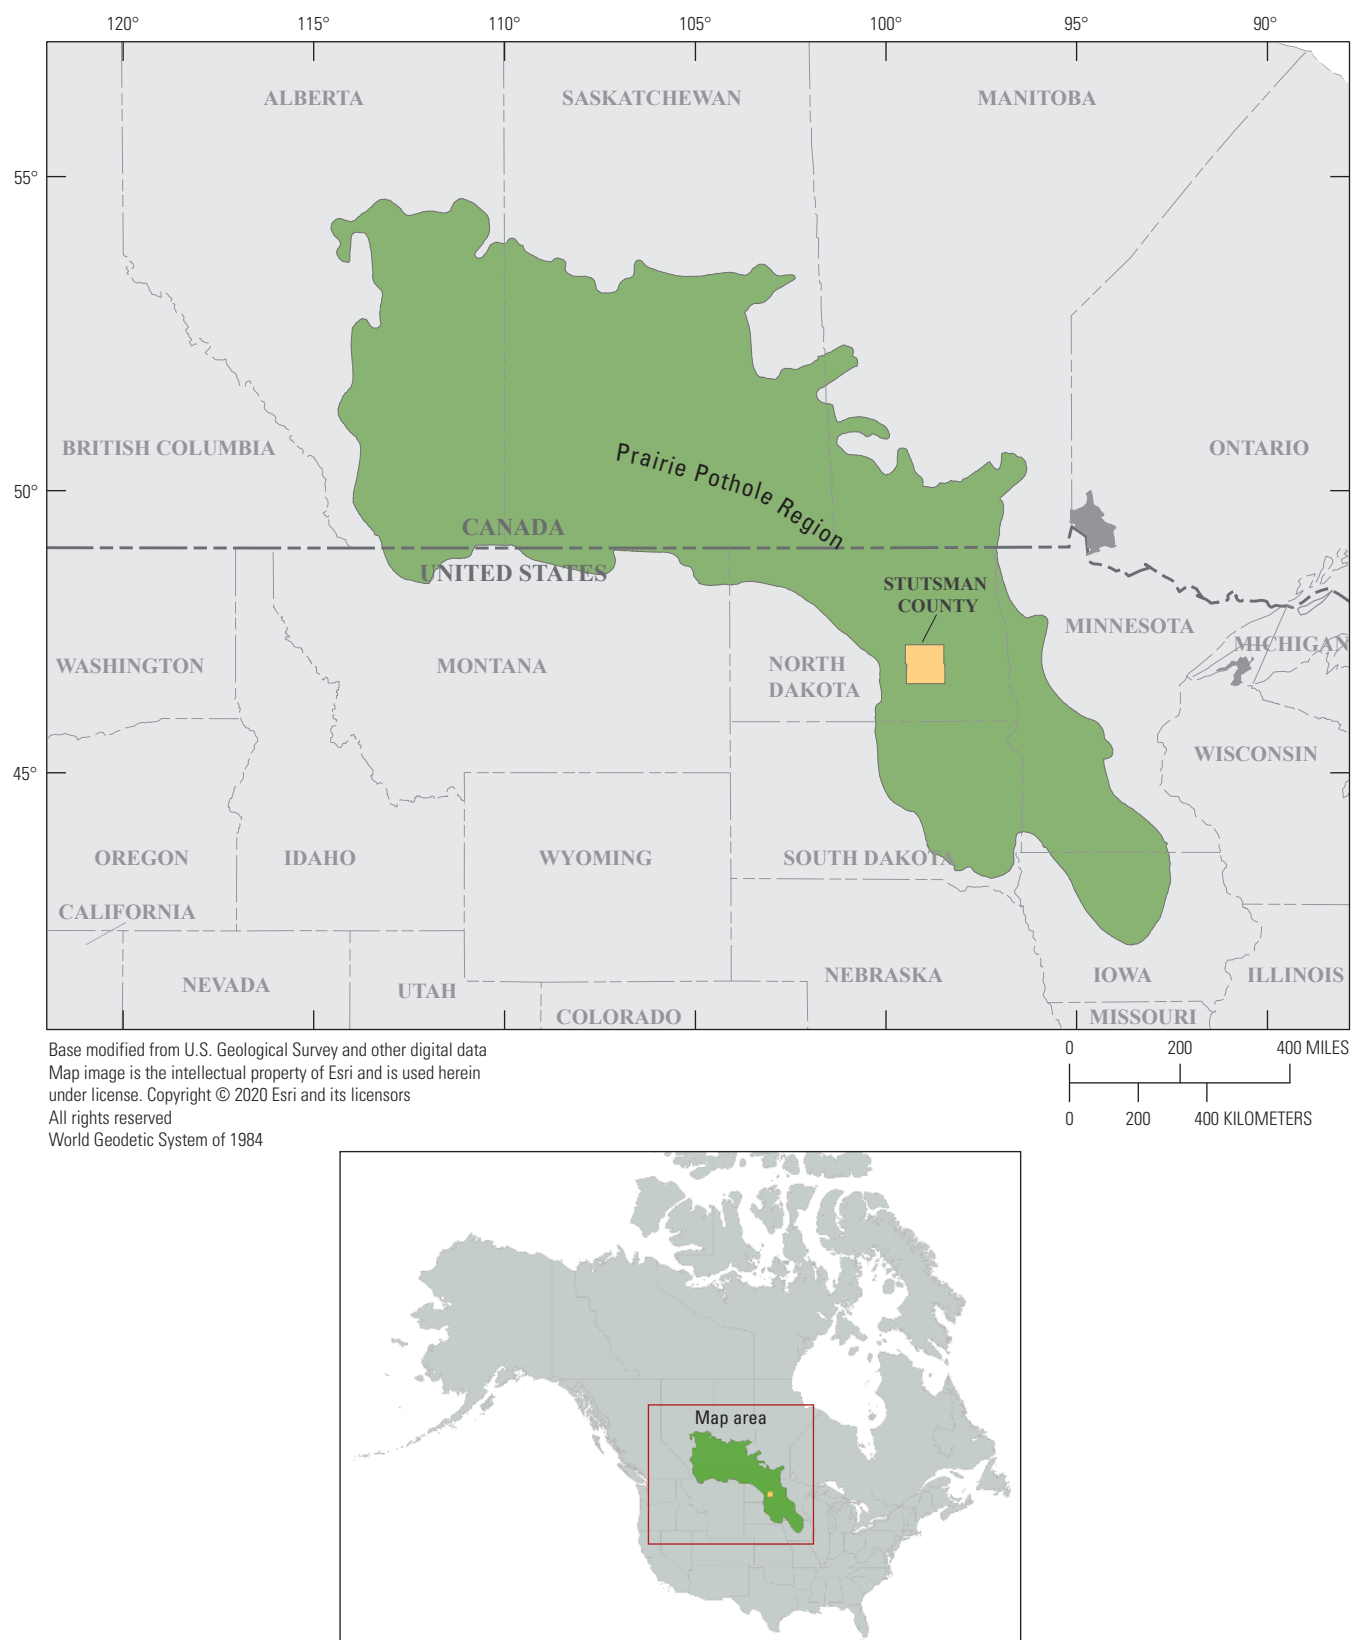 120°
115°
110°
105°
100°
95°
90°
ALBERTA
SASKATCHEWAN
MANITOBA
55°
BRITISH COLUMBIA
ONTARIO
Prairie Pothole Region
50°
CANADA
UNITED STATES
STUTSMAN
COUNTY
MINNESOTA
MICHIGAN
WASHINGTON
MONTANA
NORTH
DAKOTA
WISCONSIN
45°
OREGON
IDAHO
WYOMING
SOUTH DAKOTA
CALIFORNIA
NEVADA
UTAH
NEBRASKA
IOWA
ILLINOIS
COLORADO
MISSOURI
Base modified from U.S. Geological Survey and other digital data
Map image is the intellectual property of Esri and is used herein
under license. Copyright © 2020 Esri and its licensors
All rights reserved
World Geodetic System of 1984
0 200 400 MILES
0 200 400 KILOMETERS
Map area